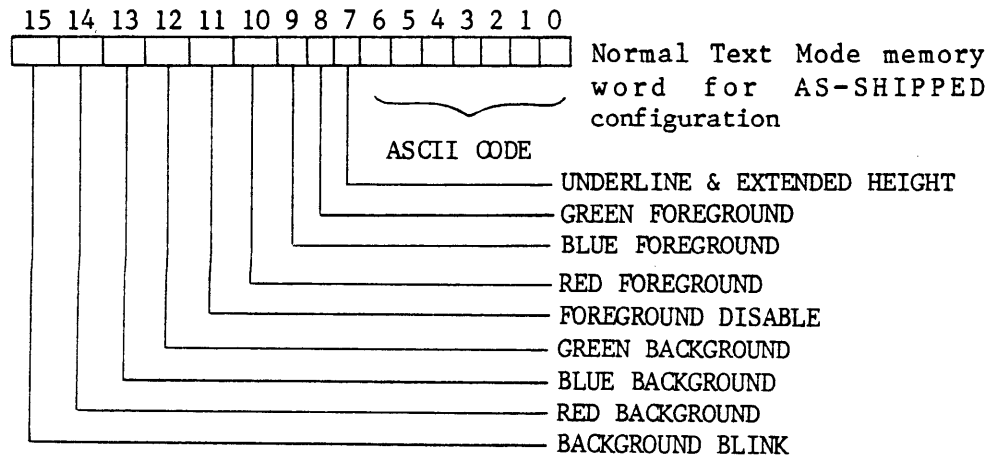 15 14 13 12 11 10 9 8 7 6 5 4 3 2 1 0
Normal Text Mode memory
word for AS-SHIPPED
configuration
ASCII CODE
UNDERLINE & EXTENDED HEIGHT
GREEN FOREGROUND
BLUE FOREGROUND
RED FOREGROUND
FOREGROUND DISABLE
GREEN BACKGROUND
BLUE BACKGROUND
RED BACKGROUND
BACKGROUND BLINK